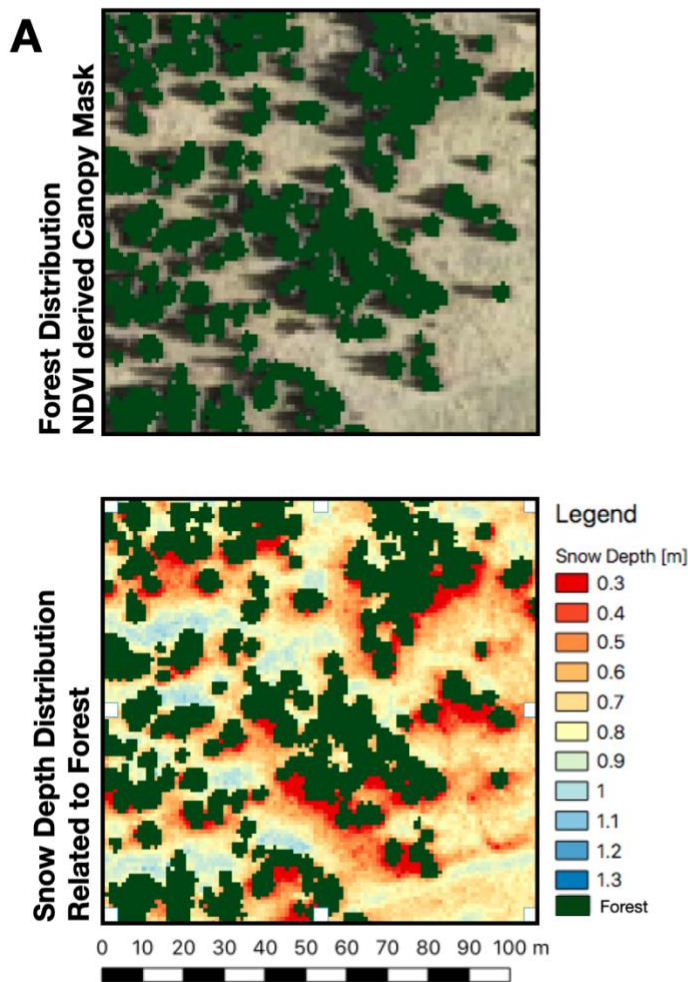 A
Forest Distribution
NDVI derived Canopy Mask
Snow Depth Distribution
Related to Forest
Legend
Snow Depth [m]
0.3
0.4
0.5
0.6
0.7
0.8
0.9
1
1.1
1.2
1.3
Forest
0 10 20 30 40 50 60 70 80 90 100 m